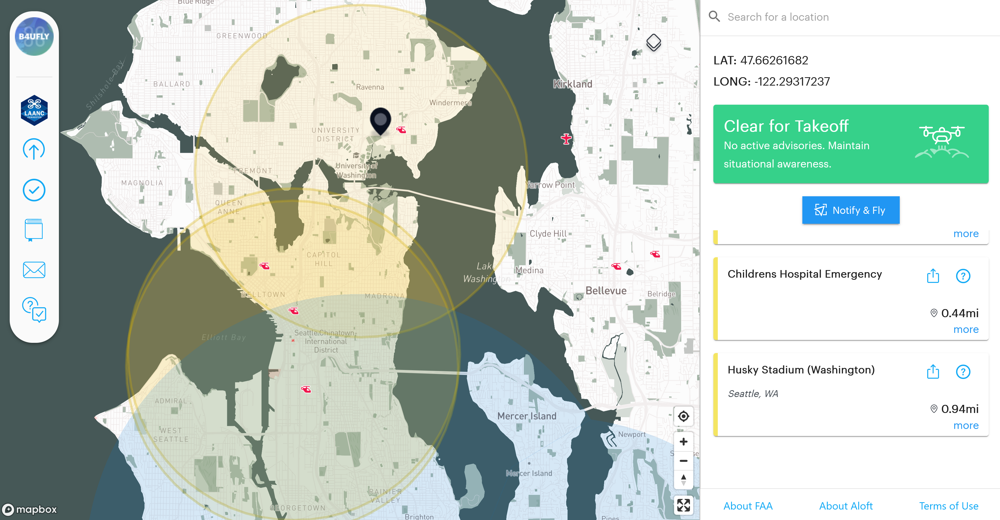 B4UFLY
LAANC
CONNECTED
Blue Ridge
GREENWOOD
BALLARD
Shilshole Bay
Ravenna
Windermere
Kirkland
UNIVERSITY
DISTRICT
University of
Washington
FREMONT
MAGNOLIA
Yarrow Point
QUEEN
ANNE
Clyde Hill
CAPITOL
HILL
Lake
Washington
Medina
BELLTOWN
MADRONA
Bellevue
Belridge
Elliott Bay
Seattle Chinatown-
International
District
ADMIRAL
WEST
SEATTLE
Mercer Island
Newport
Mercer Island
RAINIER
VALLEY
GEORGETOWN
Brighton
Pines
mapbox
Search for a location
LAT: 47.66261682
LONG: -122.29317237
Clear for Takeoff
No active advisories. Maintain
situational awareness.
Notify & Fly
more
Childrens Hospital Emergency
0.44mi
more
Husky Stadium (Washington)
Seattle, WA
0.94mi
more
About FAA
About Aloft
Terms of Use